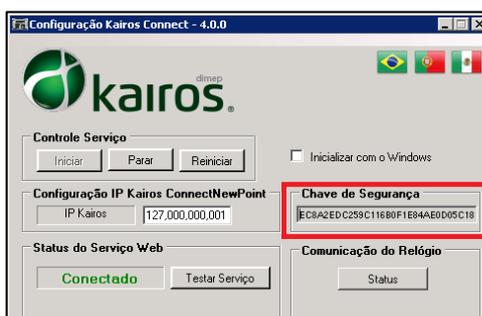 Configuração Kairos Connect - 4.0.0
dimep
kairos.
Controle Serviço
Iniciar Parar Reiniciar
Inicializar com o Windows
Configuração IP Kairos ConnectNewPoint
IP Kairos 127,000,000,001
Chave de Segurança
EC8A2EDC259C116B0F1E84AE0D05C18
Status do Serviço Web
Conectado Testar Serviço
Comunicação do Relógio
Status